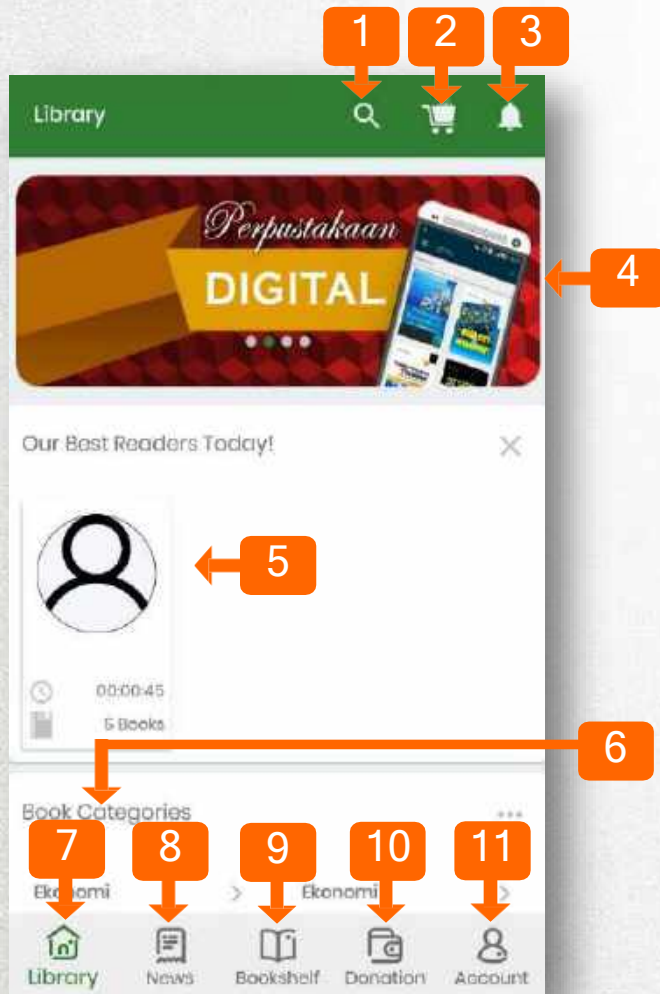 1 2 3
Library
Perpustakaan
DIGITAL
4
Our Best Readers Today!
5
00:00:45
5 Books
6
Book Categories
7 8 9 10 11
Ekonomi Ekonomi
Library News Bookshelf Donation Account